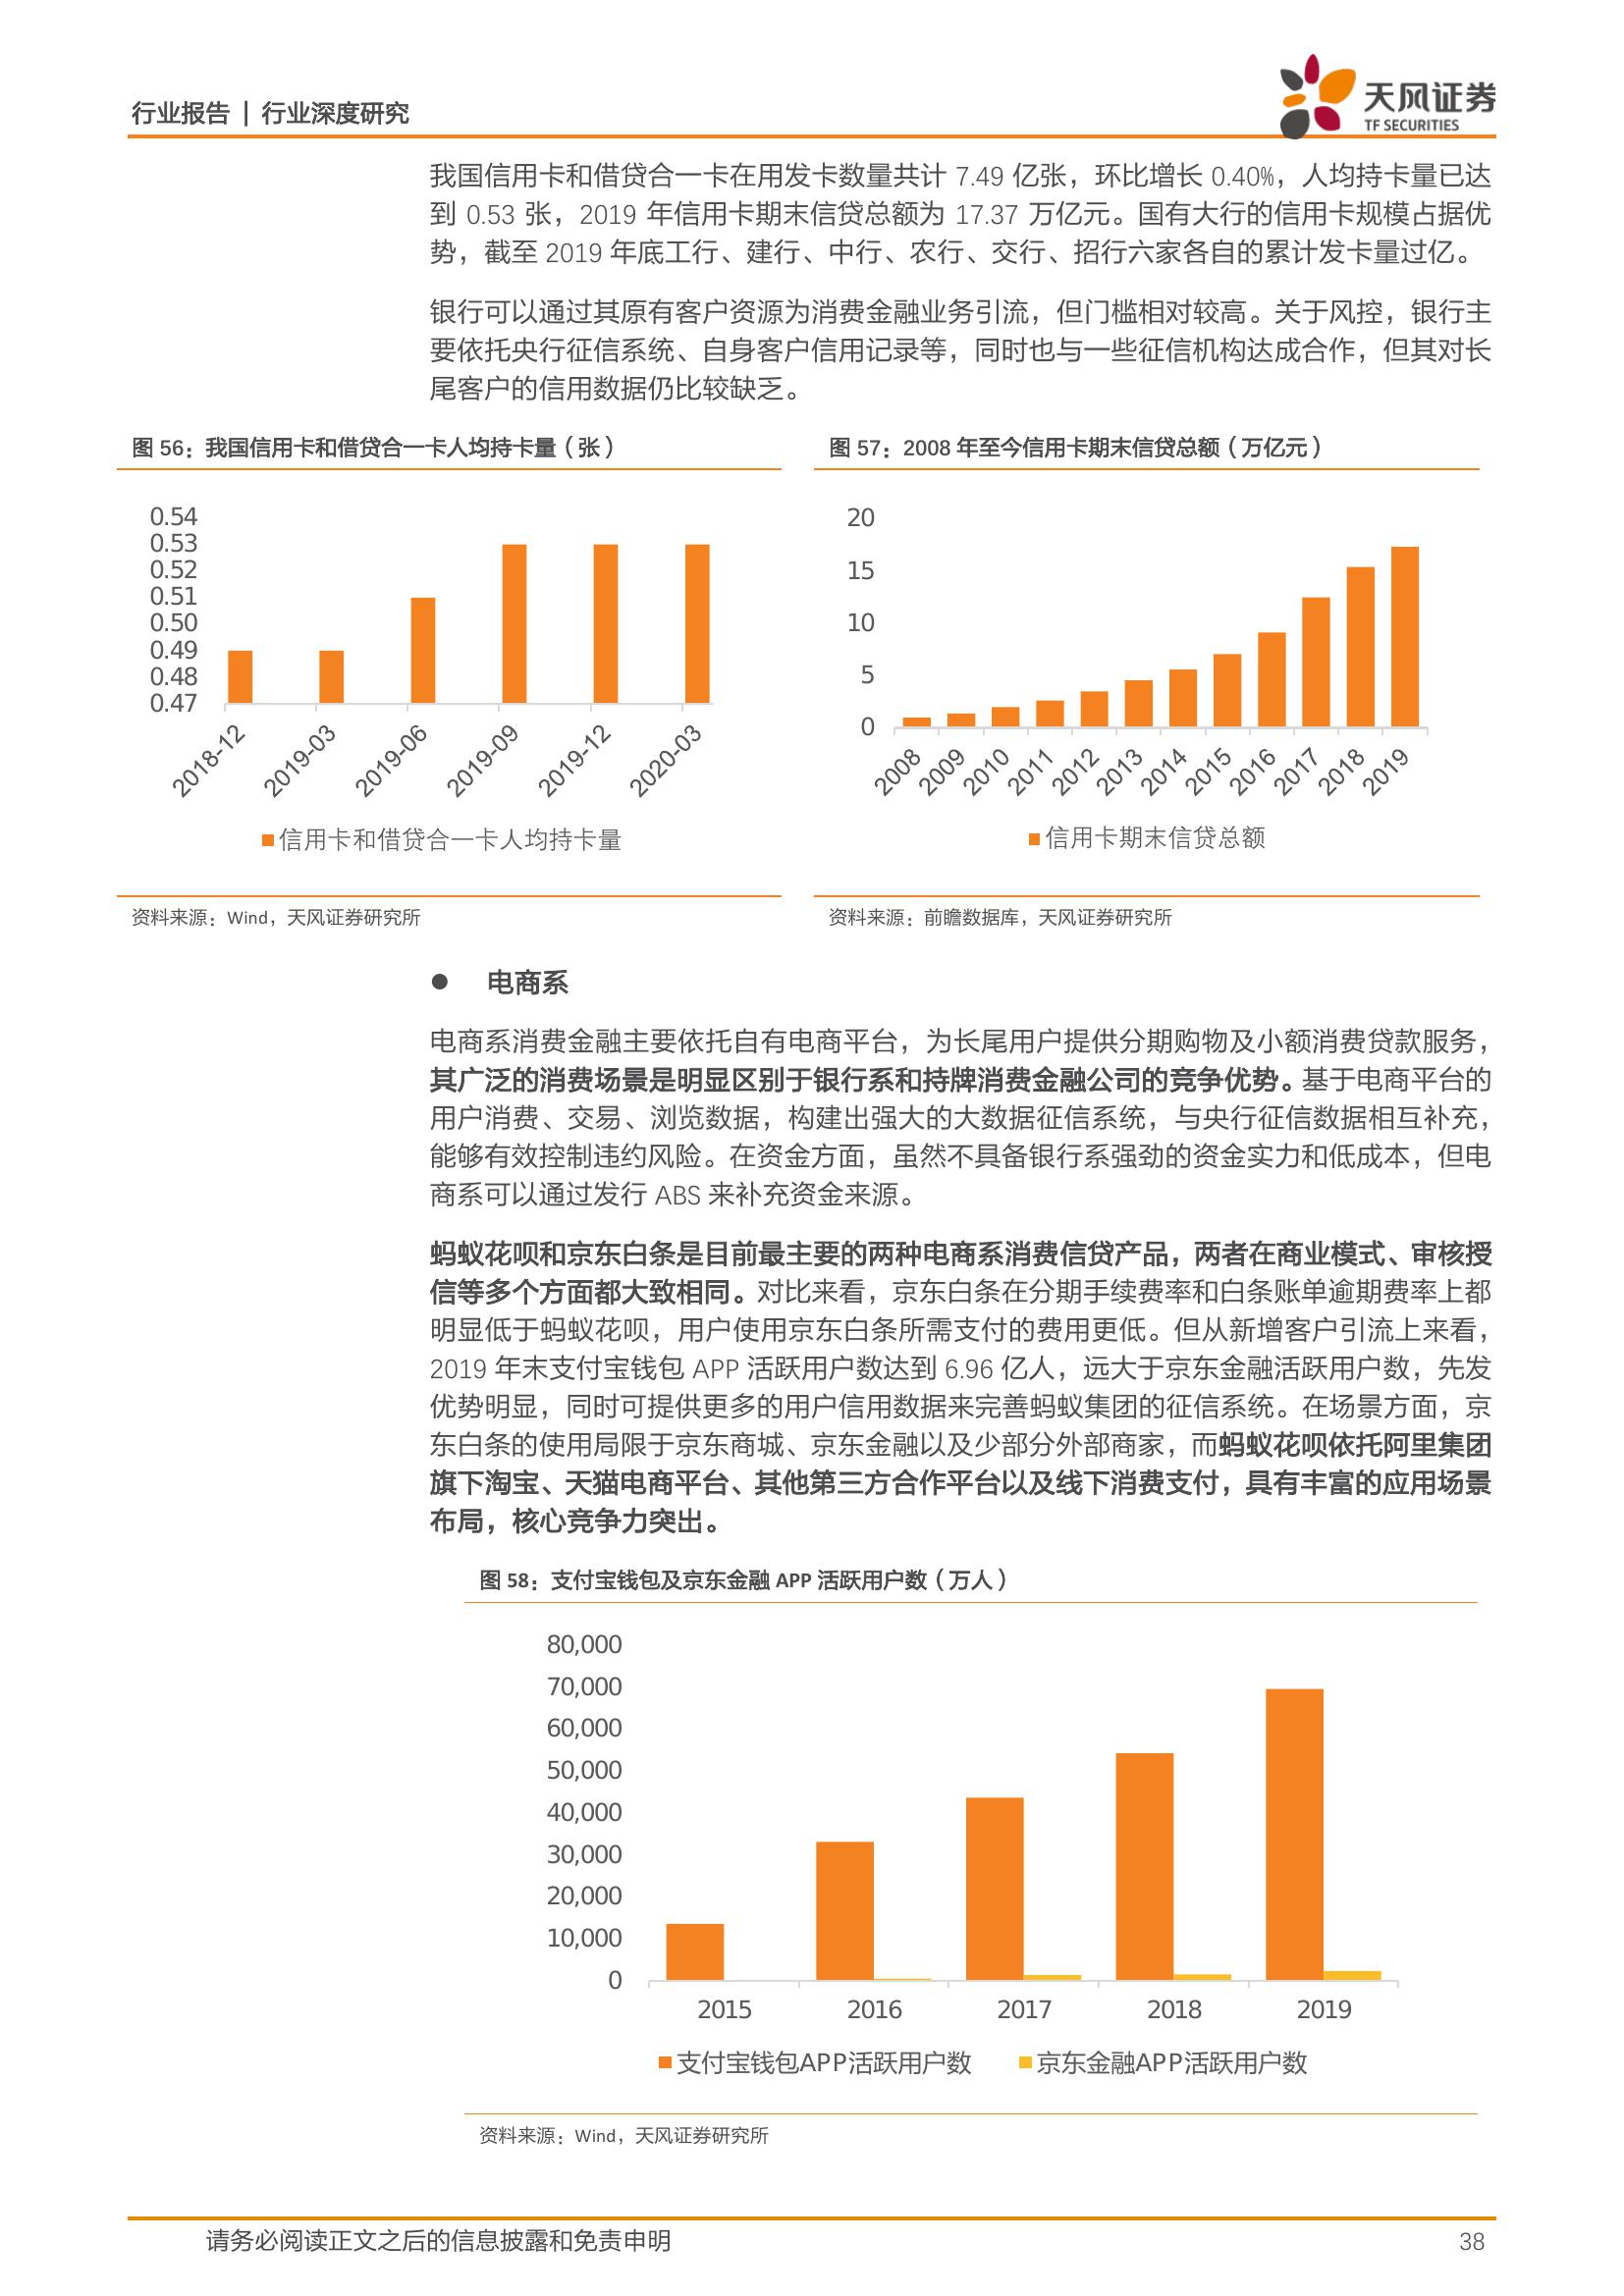 行业报告 | 行业深度研究
天风证券
TF SECURITIES
我国信用卡和借贷合一卡在用发卡数量共计 7.49 亿张，环比增长 0.40%，人均持卡量已达
到 0.53 张，2019 年信用卡期末信贷总额为 17.37 万亿元。国有大行的信用卡规模占据优
势，截至 2019 年底工行、建行、中行、农行、交行、招行六家各自的累计发卡量过亿。
银行可以通过其原有客户资源为消费金融业务引流，但门槛相对较高。关于风控，银行主
要依托央行征信系统、自身客户信用记录等，同时也与一些征信机构达成合作，但其对长
尾客户的信用数据仍比较缺乏。
图 56：我国信用卡和借贷合一卡人均持卡量（张）
0.54
0.53
0.52
0.51
0.50
0.49
0.48
0.47
2018-12
2019-03
2019-06
2019-09
2019-12
2020-03
信用卡和借贷合一卡人均持卡量
资料来源：Wind，天风证券研究所
图 57：2008 年至今信用卡期末信贷总额（万亿元）
20
15
10
5
0
2008
2009
2010
2011
2012
2013
2014
2015
2016
2017
2018
2019
信用卡期末信贷总额
资料来源：前瞻数据库，天风证券研究所
● 电商系
电商系消费金融主要依托自有电商平台，为长尾用户提供分期购物及小额消费贷款服务，
其广泛的消费场景是明显区别于银行系和持牌消费金融公司的竞争优势。基于电商平台的
用户消费、交易、浏览数据，构建出强大的大数据征信系统，与央行征信数据相互补充，
能够有效控制违约风险。在资金方面，虽然不具备银行系强劲的资金实力和低成本，但电
商系可以通过发行 ABS 来补充资金来源。
蚂蚁花呗和京东白条是目前最主要的两种电商系消费信贷产品，两者在商业模式、审核授
信等多个方面都大致相同。对比来看，京东白条在分期手续费率和白条账单逾期费率上都
明显低于蚂蚁花呗，用户使用京东白条所需支付的费用更低。但从新增客户引流上来看，
2019 年末支付宝钱包 APP 活跃用户数达到 6.96 亿人，远大于京东金融活跃用户数，先发
优势明显，同时可提供更多的用户信用数据来完善蚂蚁集团的征信系统。在场景方面，京
东白条的使用局限于京东商城、京东金融以及少部分外部商家，而蚂蚁花呗依托阿里集团
旗下淘宝、天猫电商平台、其他第三方合作平台以及线下消费支付，具有丰富的应用场景
布局，核心竞争力突出。
图 58：支付宝钱包及京东金融 APP 活跃用户数（万人）
80,000
70,000
60,000
50,000
40,000
30,000
20,000
10,000
0
2015
2016
2017
2018
2019
支付宝钱包APP活跃用户数
京东金融APP活跃用户数
资料来源：Wind，天风证券研究所
请务必阅读正文之后的信息披露和免责申明
38